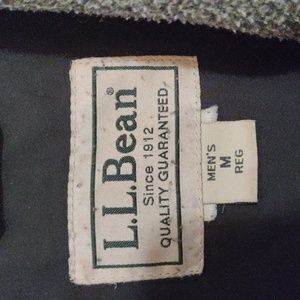 L.L.Bean®
Since 1912
QUALITY GUARANTEED.
MEN'S
M
REG